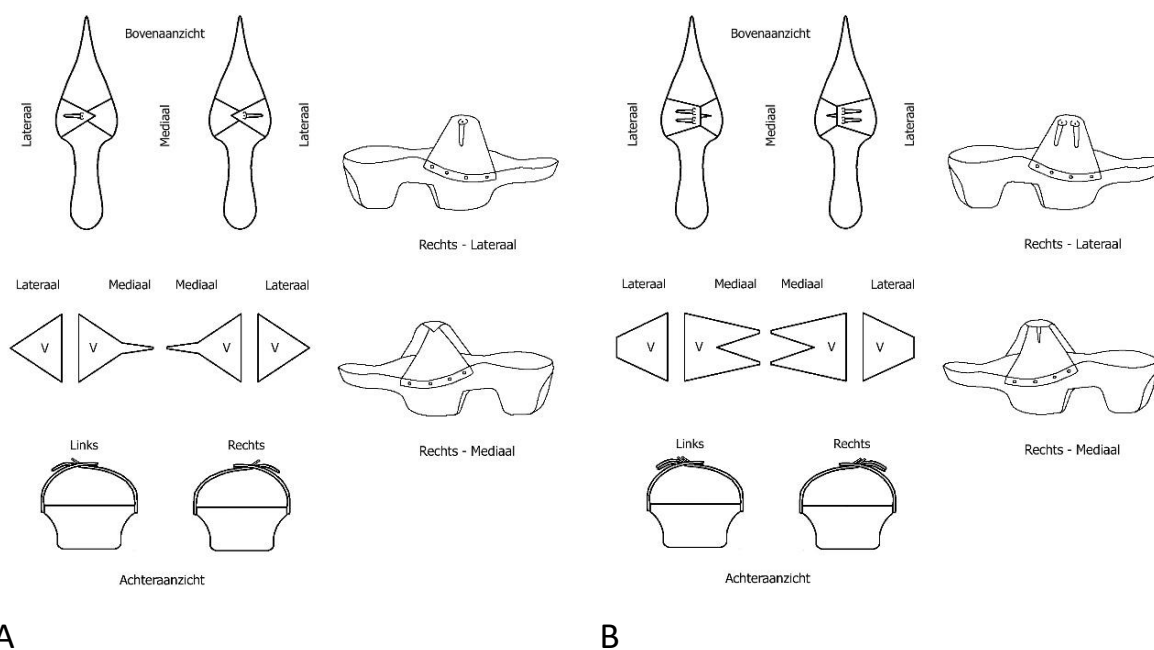 Bovenaanzicht
Lateraal
Mediaal
Lateraal
Rechts - Lateraal
Lateraal Mediaal Mediaal Lateraal
V V V V
Rechts - Mediaal
Links Rechts
Achteraanzicht
A
Bovenaanzicht
Lateraal
Mediaal
Lateraal
Rechts - Lateraal
Lateraal Mediaal Mediaal Lateraal
V V V V
Rechts - Mediaal
Links Rechts
Achteraanzicht
B